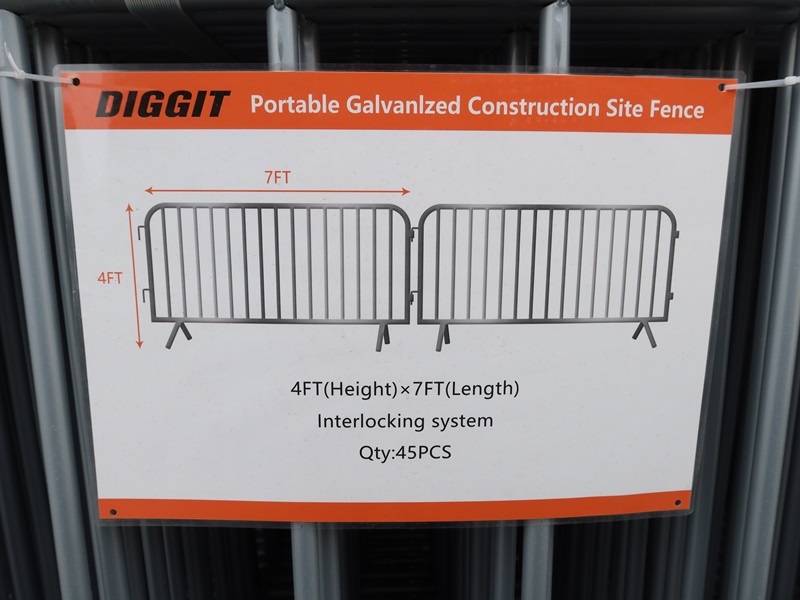 DIGGIT Portable Galvanlzed Construction Site Fence
7FT
4FT
4FT(Height)×7FT(Length)
Interlocking system
Qty:45PCS